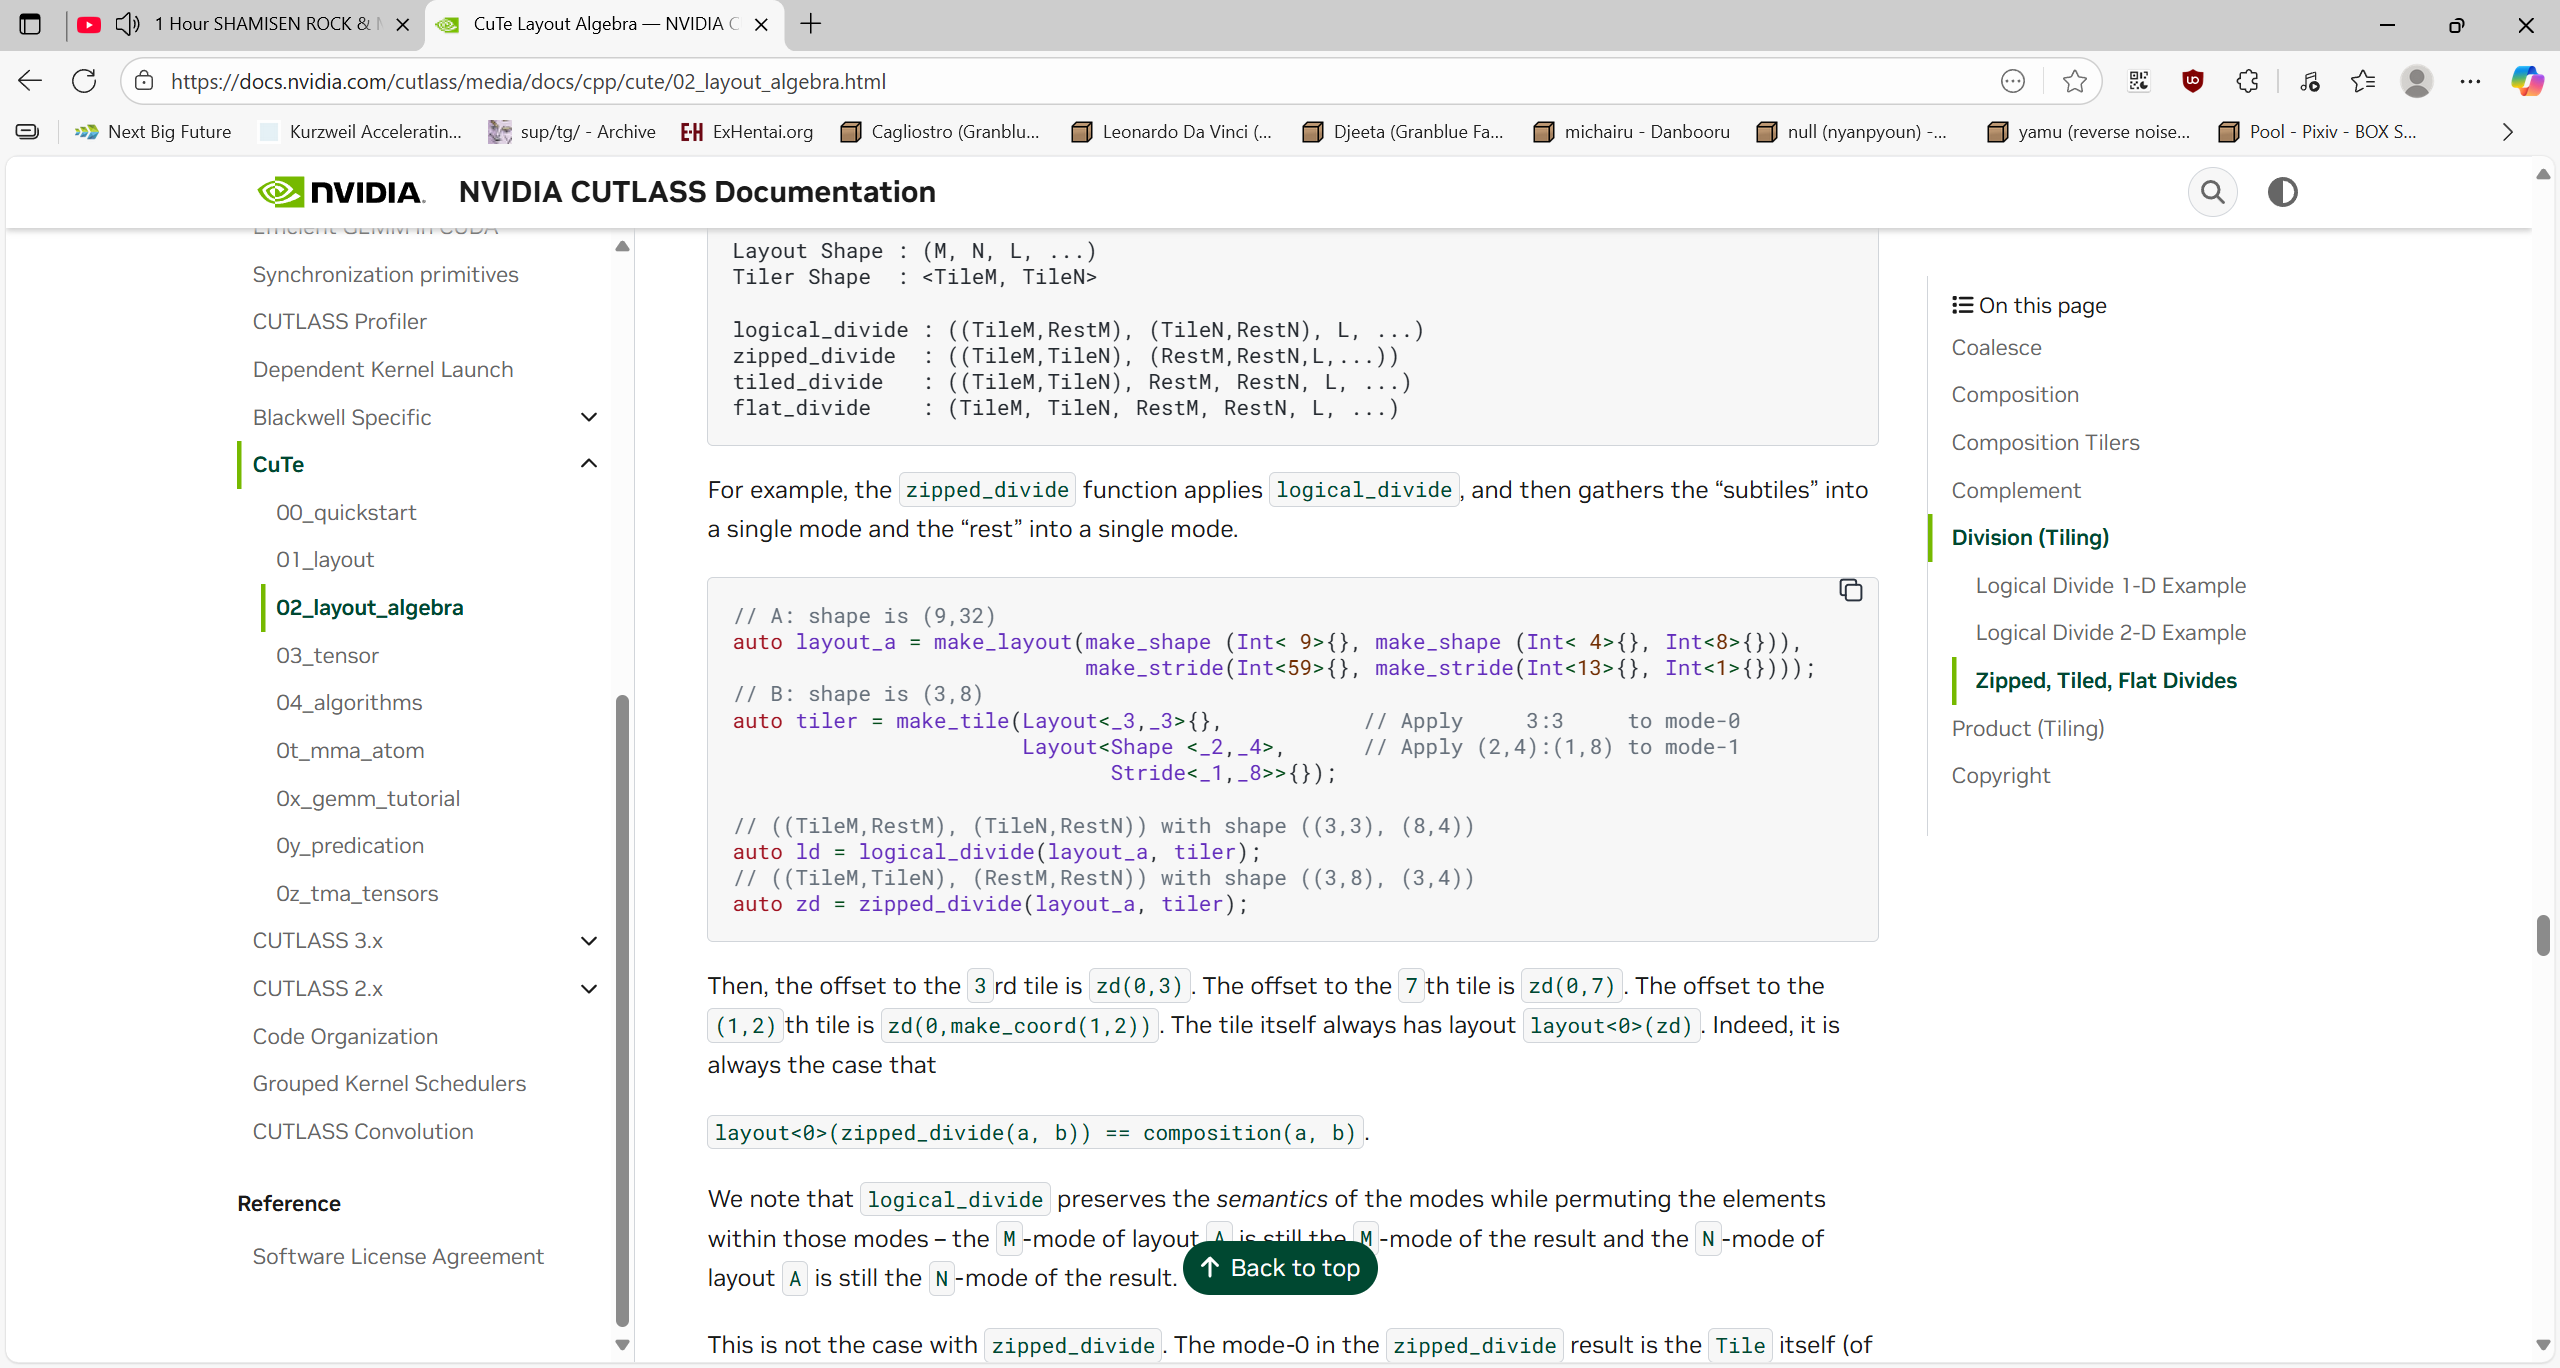 1 Hour SHAMISEN ROCK &
CuTe Layout Algebra — NVIDIA C
https://docs.nvidia.com/cutlass/media/docs/cpp/cute/02_layout_algebra.html
Next Big Future
Kurzweil Acceleratin...
sup/tg/ - Archive
E-H ExHentai.org
Cagliostro (Granblu...
Leonardo Da Vinci (...
Djeeta (Granblue Fa...
michairu - Danbooru
null (nyanpyoun) -...
yamu (reverse noise...
Pool - Pixiv - BOX S...
NVIDIA.
NVIDIA CUTLASS Documentation
Efficient GEMM in CUDA
Synchronization primitives
CUTLASS Profiler
Dependent Kernel Launch
Blackwell Specific
CuTe
00_quickstart
01_layout
02_layout_algebra
03_tensor
04_algorithms
0t_mma_atom
0x_gemm_tutorial
0y_predication
0z_tma_tensors
CUTLASS 3.x
CUTLASS 2.x
Code Organization
Grouped Kernel Schedulers
CUTLASS Convolution
Reference
Software License Agreement
Layout Shape : (M, N, L, ...)
Tiler Shape  : <TileM, TileN>
logical_divide : ((TileM,RestM), (TileN,RestN), L, ...)
zipped_divide  : ((TileM,TileN), (RestM,RestN,L,...))
tiled_divide   : ((TileM,TileN), RestM, RestN, L, ...)
flat_divide    : (TileM, TileN, RestM, RestN, L, ...)
For example, the zipped_divide function applies logical_divide, and then gathers the “subtiles” into
a single mode and the “rest” into a single mode.
// A: shape is (9,32)
auto layout_a = make_layout(make_shape (Int< 9>{}, make_shape (Int< 4>{}, Int<8>{})),
                            make_stride(Int<59>{}, make_stride(Int<13>{}, Int<1>{})));
// B: shape is (3,8)
auto tiler = make_tile(Layout<_3,_3>{},           // Apply     3:3     to mode-0
                       Layout<Shape <_2,_4>,      // Apply (2,4):(1,8) to mode-1
                              Stride<_1,_8>>{});
// ((TileM,RestM), (TileN,RestN)) with shape ((3,3), (8,4))
auto ld = logical_divide(layout_a, tiler);
// ((TileM,TileN), (RestM,RestN)) with shape ((3,8), (3,4))
auto zd = zipped_divide(layout_a, tiler);
Then, the offset to the 3 rd tile is zd(0,3). The offset to the 7 th tile is zd(0,7). The offset to the
(1,2) th tile is zd(0,make_coord(1,2)). The tile itself always has layout layout<0>(zd). Indeed, it is
always the case that
layout<0>(zipped_divide(a, b)) == composition(a, b).
We note that logical_divide preserves the semantics of the modes while permuting the elements
within those modes – the M -mode of layout A is still the M -mode of the result and the N -mode of
layout A is still the N -mode of the result.
Back to top
This is not the case with zipped_divide. The mode-0 in the zipped_divide result is the Tile itself (of
On this page
Coalesce
Composition
Composition Tilers
Complement
Division (Tiling)
Logical Divide 1-D Example
Logical Divide 2-D Example
Zipped, Tiled, Flat Divides
Product (Tiling)
Copyright